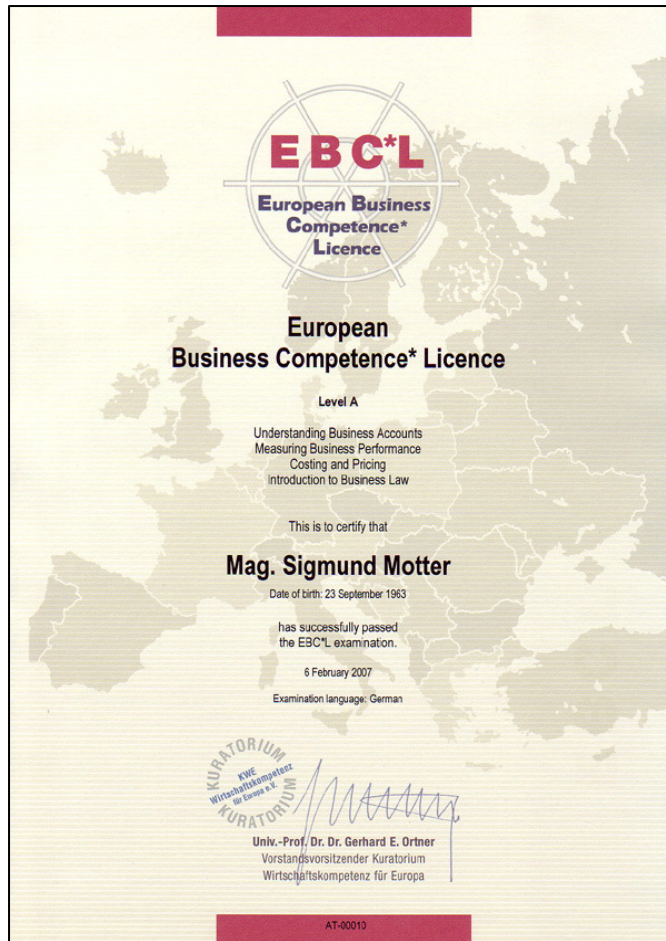 EBC*L
European Business
Competence*
Licence
European
Business Competence* Licence
Level A
Understanding Business Accounts
Measuring Business Performance
Costing and Pricing
Introduction to Business Law
This is to certify that
Mag. Sigmund Motter
Date of birth: 23 September 1963
has successfully passed
the EBC*L examination.
6 February 2007
Examination language: German
KURATORIUM
KWE
Wirtschaftskompetenz
für Europa e.V.
KURATORIUM
Univ.-Prof. Dr. Dr. Gerhard E. Ortner
Vorstandsvorsitzender Kuratorium
Wirtschaftskompetenz für Europa
AT-00010